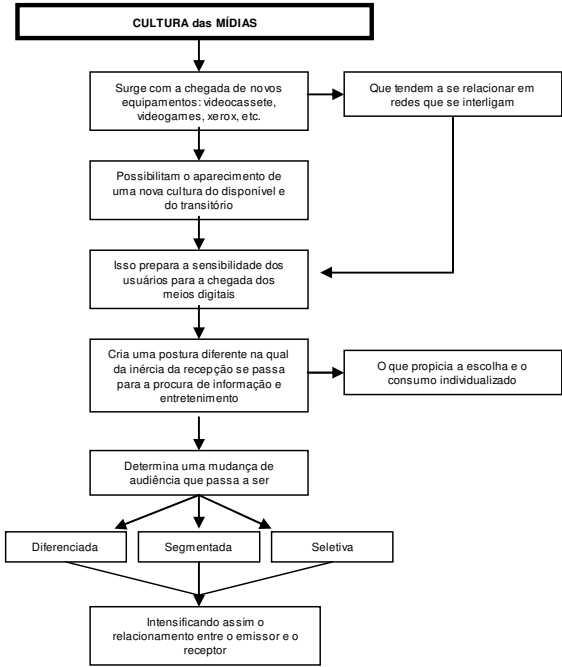 CULTURA das MÍDIAS
Surge com a chegada de novos
equipamentos: videocassete,
videogames, xerox, etc.
Que tendem a se relacionar em
redes que se interligam
Possibilitam o aparecimento de
uma nova cultura do disponível e
do transitório
Isso prepara a sensibilidade dos
usuários para a chegada dos
meios digitais
Cria uma postura diferente na qual
da inércia da recepção se passa
para a procura de informação e
entretenimento
O que propicia a escolha e o
consumo individualizado
Determina uma mudança de
audiência que passa a ser
Diferenciada
Segmentada
Seletiva
Intensificando assim o
relacionamento entre o emissor e o
receptor